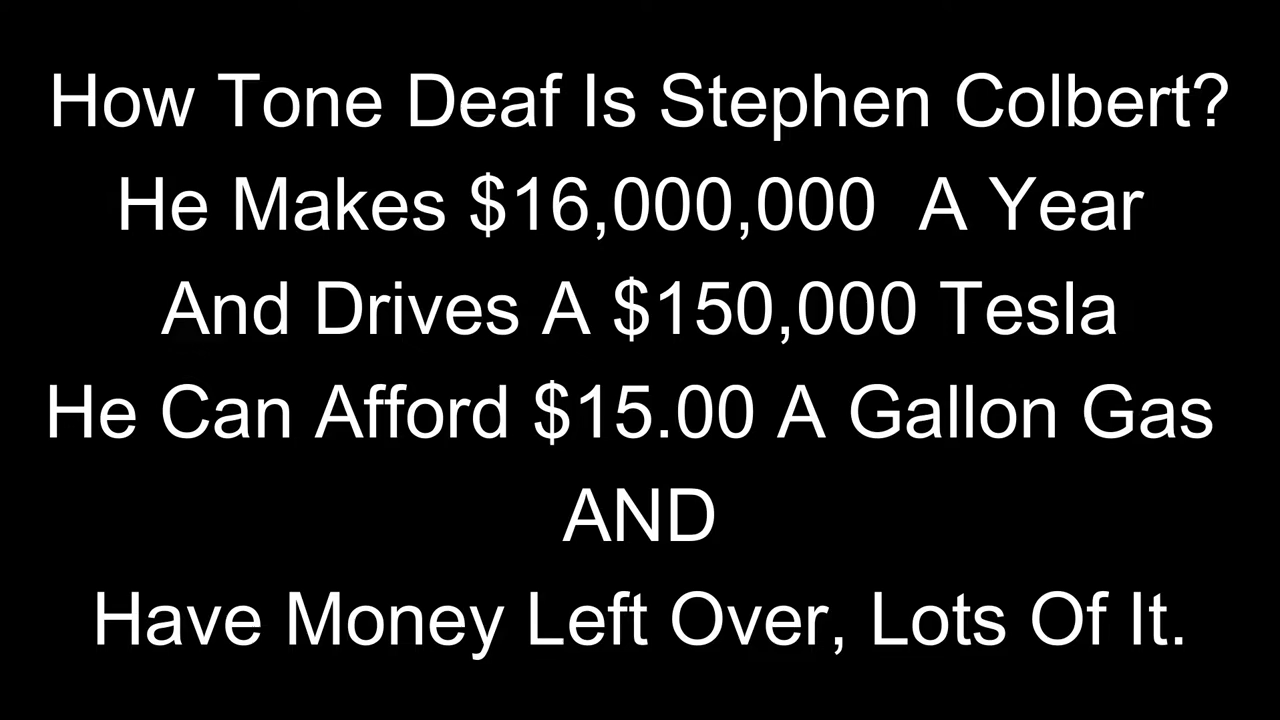 How Tone Deaf Is Stephen Colbert?
He Makes $16,000,000 A Year
And Drives A $150,000 Tesla
He Can Afford $15.00 A Gallon Gas
AND
Have Money Left Over, Lots Of It.